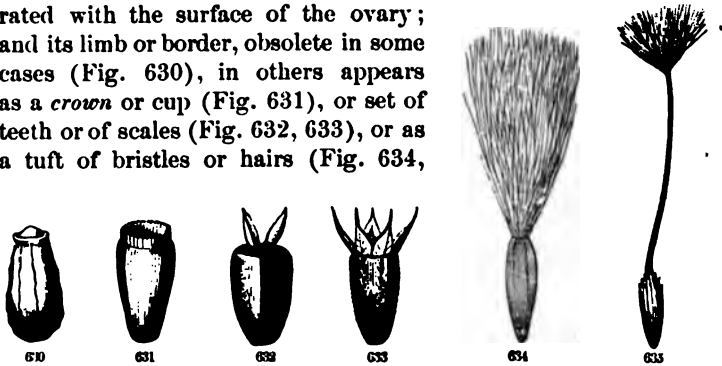 rated with the surface of the ovary;
and its limb or border, obsolete in some
cases (Fig. 630), in others appears
as a crown or cup (Fig. 631), or set of
teeth or of scales (Fig. 632, 633), or as
a tuft of bristles or hairs (Fig. 634,
630 631 632 633 634 635